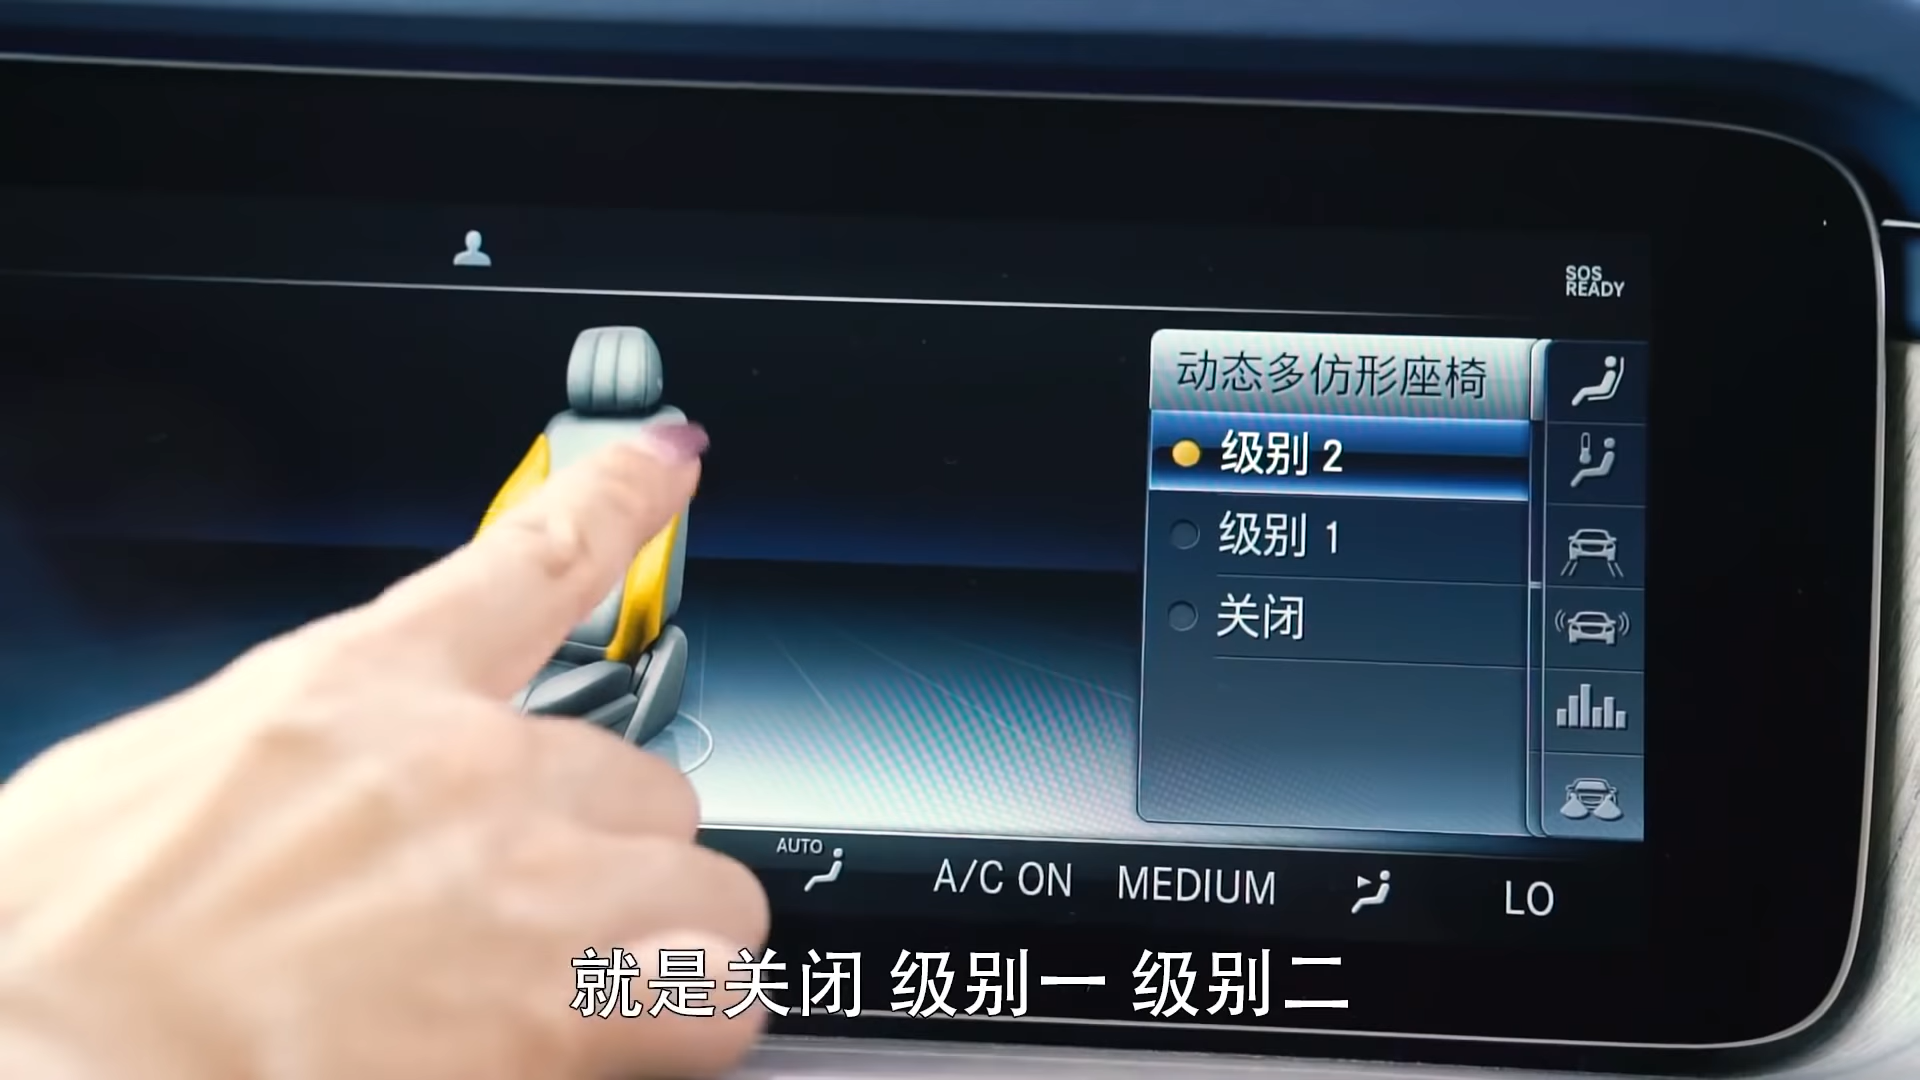 SOS
READY
动态多仿形座椅
级别 2
级别 1
关闭
AUTO
A/C ON
MEDIUM
LO
就是关闭 级别一 级别二